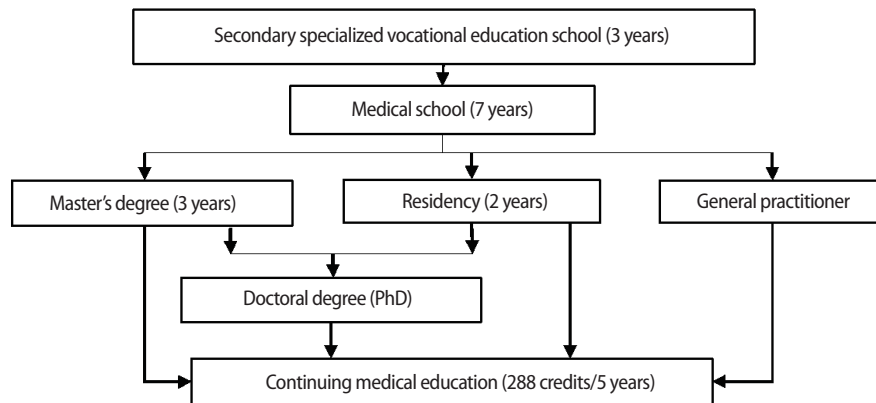 Secondary specialized vocational education school (3 years)
Medical school (7 years)
Master's degree (3 years)
Residency (2 years)
General practitioner
Doctoral degree (PhD)
Continuing medical education (288 credits/5 years)